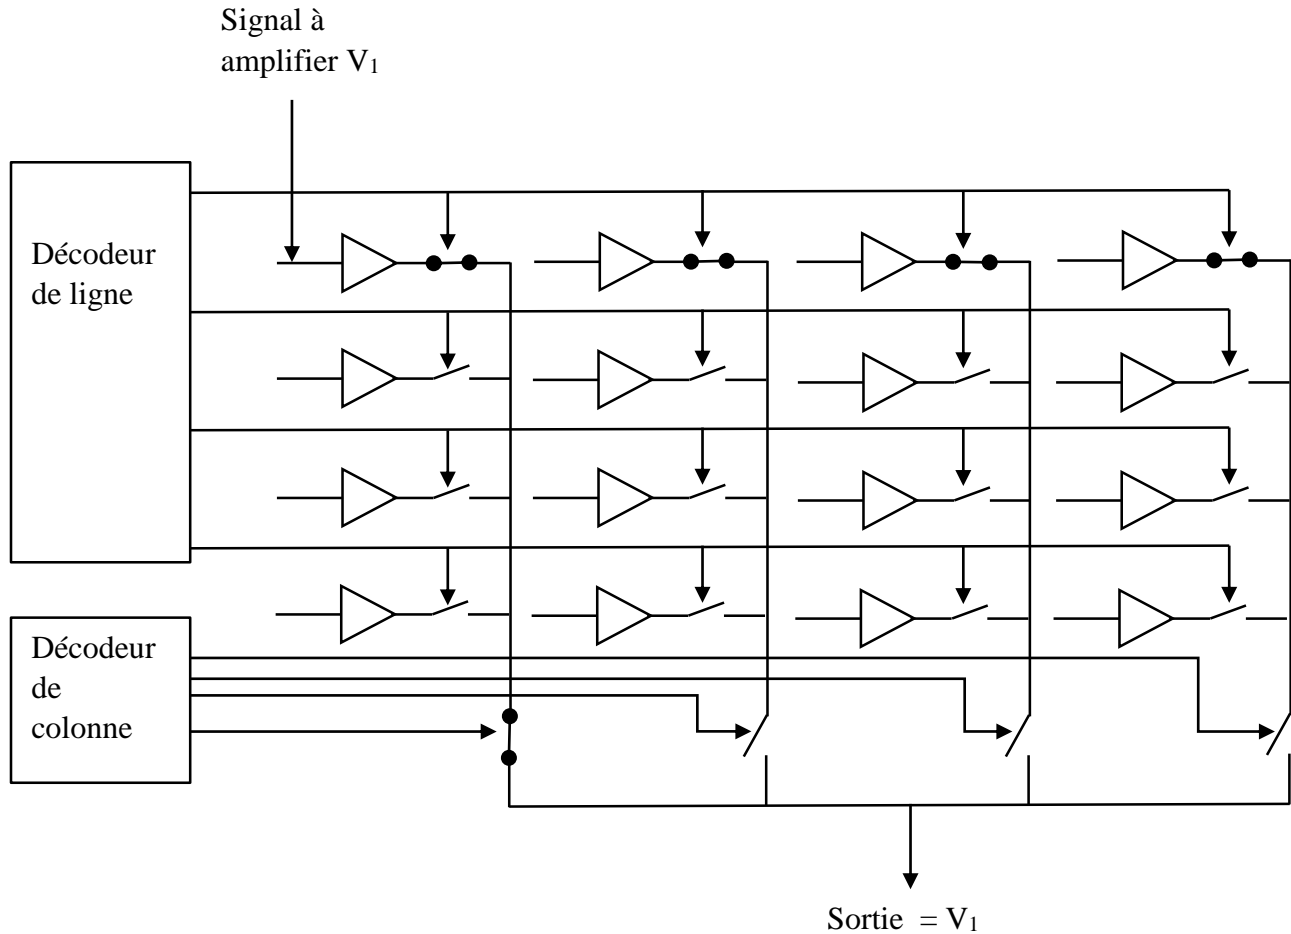 Signal à
amplifier V₁
Décodeur
de ligne
Décodeur
de
colonne
Sortie = V₁